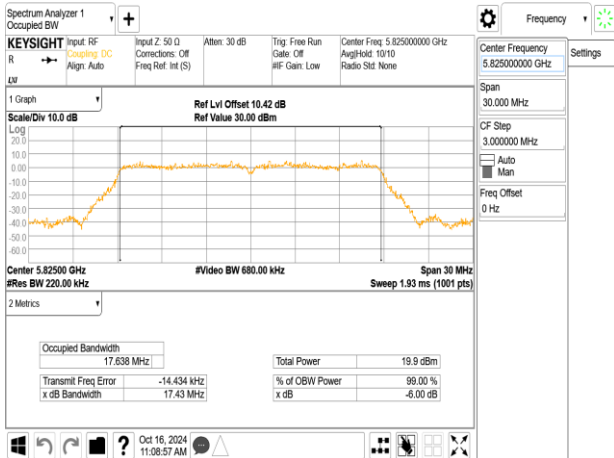 Spectrum Analyzer 1
Occupied BW
Frequency
KEYSIGHT
R
LXI
Input: RF
Coupling: DC
Align: Auto
Input Z: 50 Ω
Corrections: Off
Freq Ref: Int (S)
Atten: 30 dB
Trig: Free Run
Gate: Off
#IF Gain: Low
Center Freq: 5.825000000 GHz
Avg|Hold: 10/10
Radio Std: None
Center Frequency
5.825000000 GHz
Settings
Span
30.000 MHz
CF Step
3.000000 MHz
Auto
Man
Freq Offset
0 Hz
1 Graph
Scale/Div 10.0 dB
Ref Lvl Offset 10.42 dB
Ref Value 30.00 dBm
Log
20.0
10.0
0.00
-10.0
-20.0
-30.0
-40.0
-50.0
-60.0
Center 5.82500 GHz
#Video BW 680.00 kHz
Span 30 MHz
#Res BW 220.00 kHz
Sweep 1.93 ms (1001 pts)
2 Metrics
Occupied Bandwidth
17.638 MHz
Total Power 19.9 dBm
Transmit Freq Error -14.434 kHz
% of OBW Power 99.00 %
x dB Bandwidth 17.43 MHz
x dB -6.00 dB
?
Oct 16, 2024
11:08:57 AM